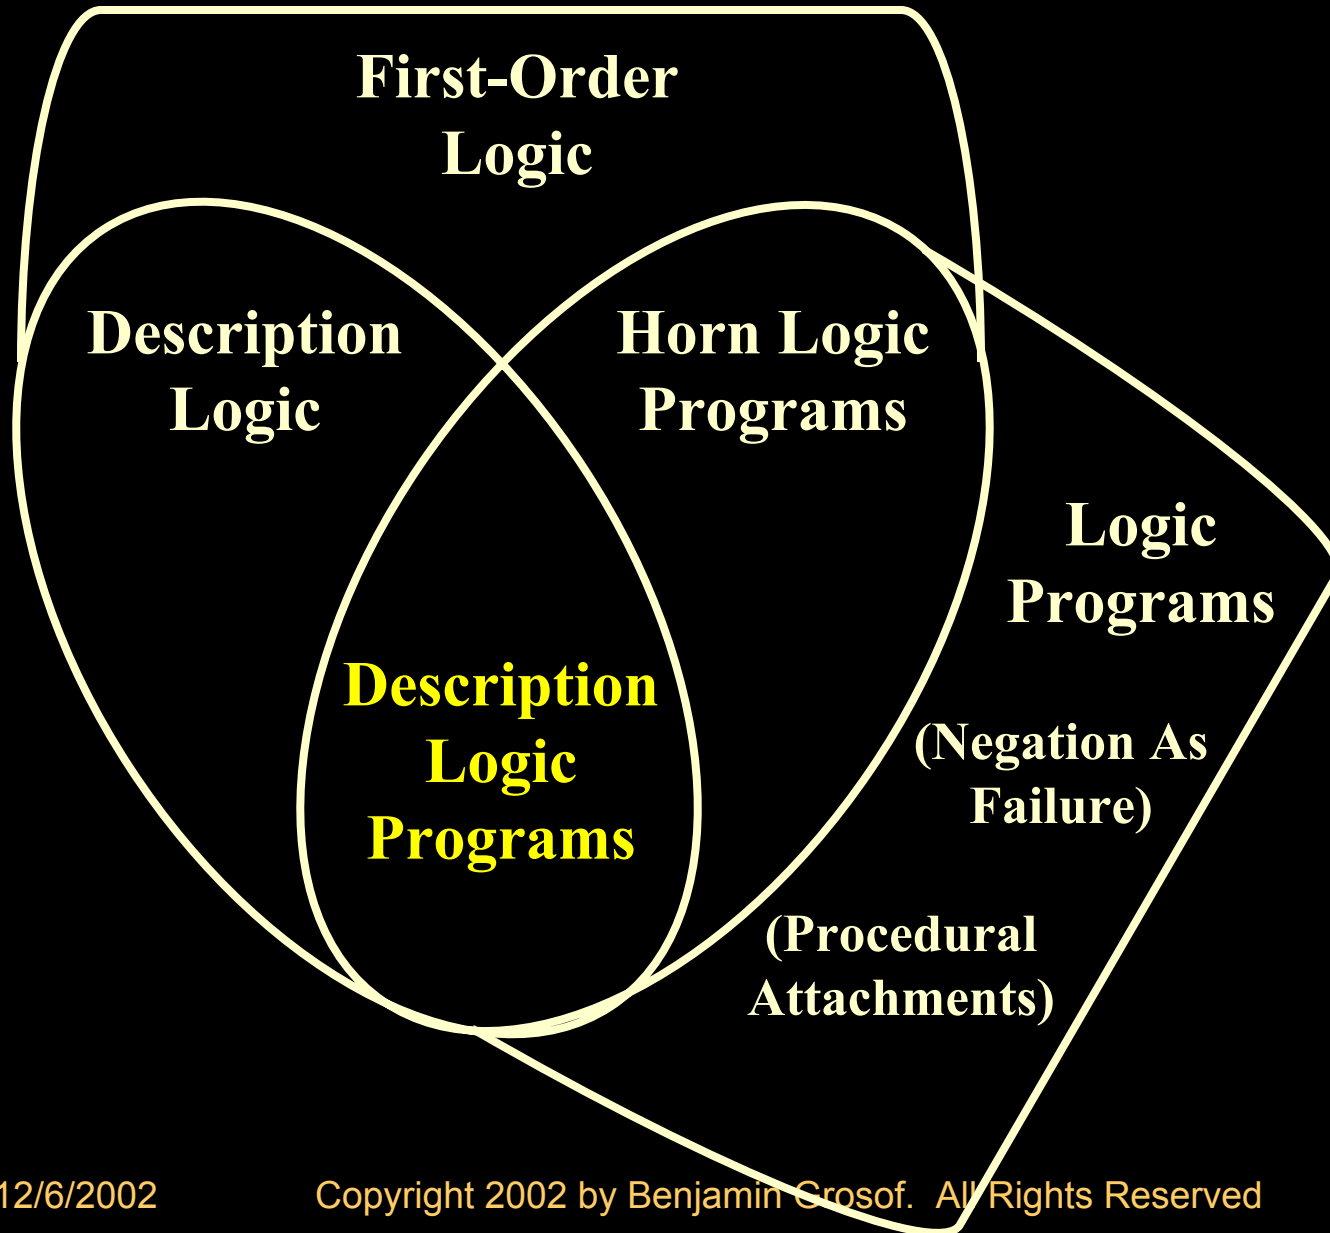 First-Order
Logic
Description
Logic
Horn Logic
Programs
Logic
Programs
Description
Logic
Programs
(Negation As
Failure)
(Procedural
Attachments)
12/6/2002
Copyright 2002 by Benjamin Grosof.  All Rights Reserved